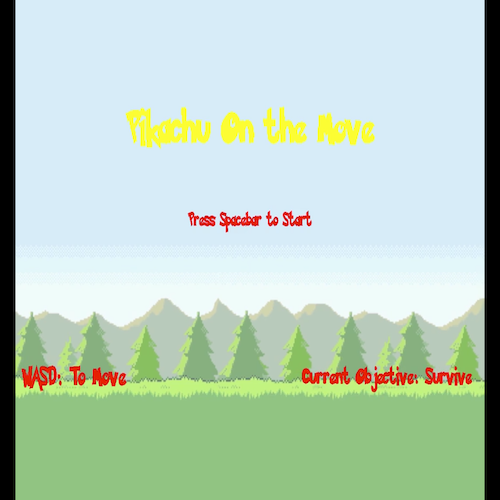 Pikachu On the Move
Press Spacebar to Start
WASD: To Move
Current Objective: Survive